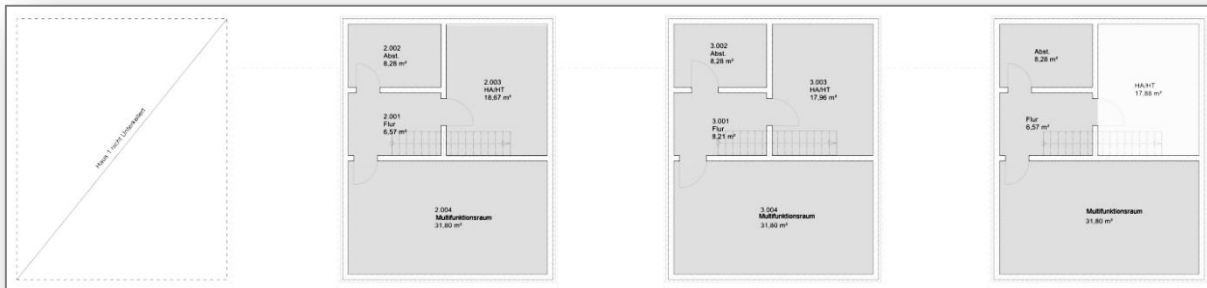 Haus 1 nicht Unterkellert
2.002
Abst.
8,28 m²
2.003
HA/HT
18,67 m²
2.001
Flur
6,57 m²
2.004
Multifunktionsraum
31,80 m²
3.002
Abst.
8,28 m²
3.003
HA/HT
17,96 m²
3.001
Flur
8,21 m²
3.004
Multifunktionsraum
31,80 m²
Abst.
8,28 m²
HA/HT
17,88 m²
Flur
6,57 m²
Multifunktionsraum
31,80 m²